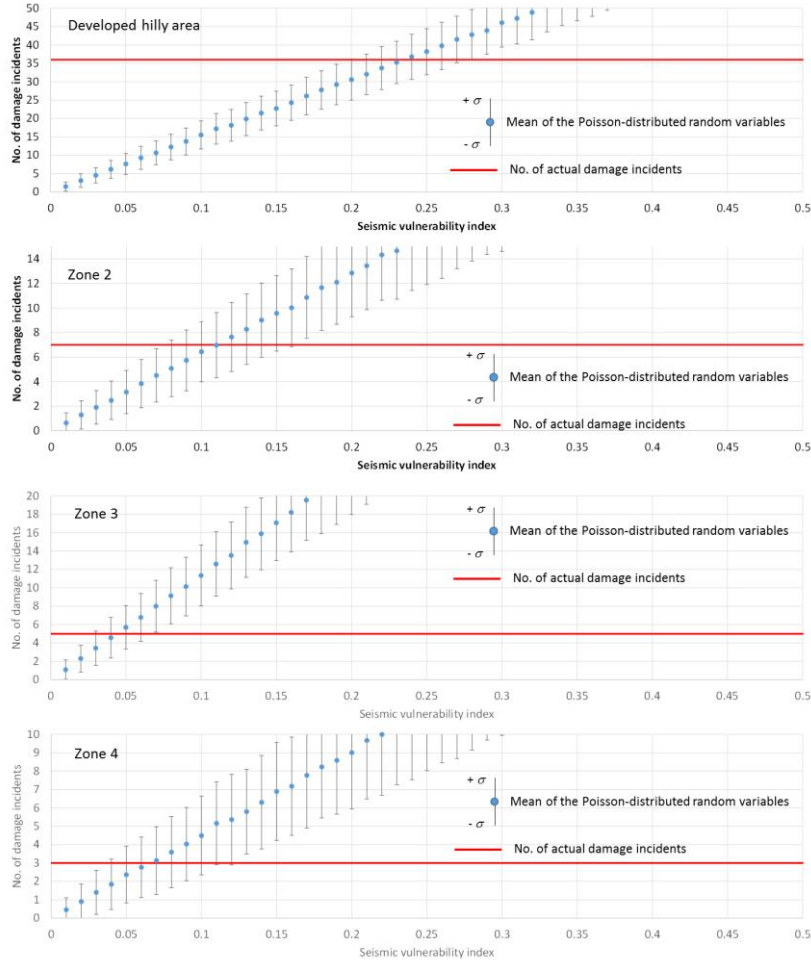 Developed hilly area
No. of damage incidents
50
45
40
35
30
25
20
15
10
5
0
+ σ
Mean of the Poisson-distributed random variables
- σ
No. of actual damage incidents
0 0.05 0.1 0.15 0.2 0.25 0.3 0.35 0.4 0.45 0.5
Seismic vulnerability index
Zone 2
No. of damage incidents
14
12
10
8
6
4
2
0
+ σ
Mean of the Poisson-distributed random variables
- σ
No. of actual damage incidents
0 0.05 0.1 0.15 0.2 0.25 0.3 0.35 0.4 0.45 0.5
Seismic vulnerability index
Zone 3
No. of damage incidents
20
18
16
14
12
10
8
6
4
2
0
+ σ
Mean of the Poisson-distributed random variables
- σ
No. of actual damage incidents
0 0.05 0.1 0.15 0.2 0.25 0.3 0.35 0.4 0.45 0.5
Seismic vulnerability index
Zone 4
No. of damage incidents
10
9
8
7
6
5
4
3
2
1
0
+ σ
Mean of the Poisson-distributed random variables
- σ
No. of actual damage incidents
0 0.05 0.1 0.15 0.2 0.25 0.3 0.35 0.4 0.45 0.5
Seismic vulnerability index